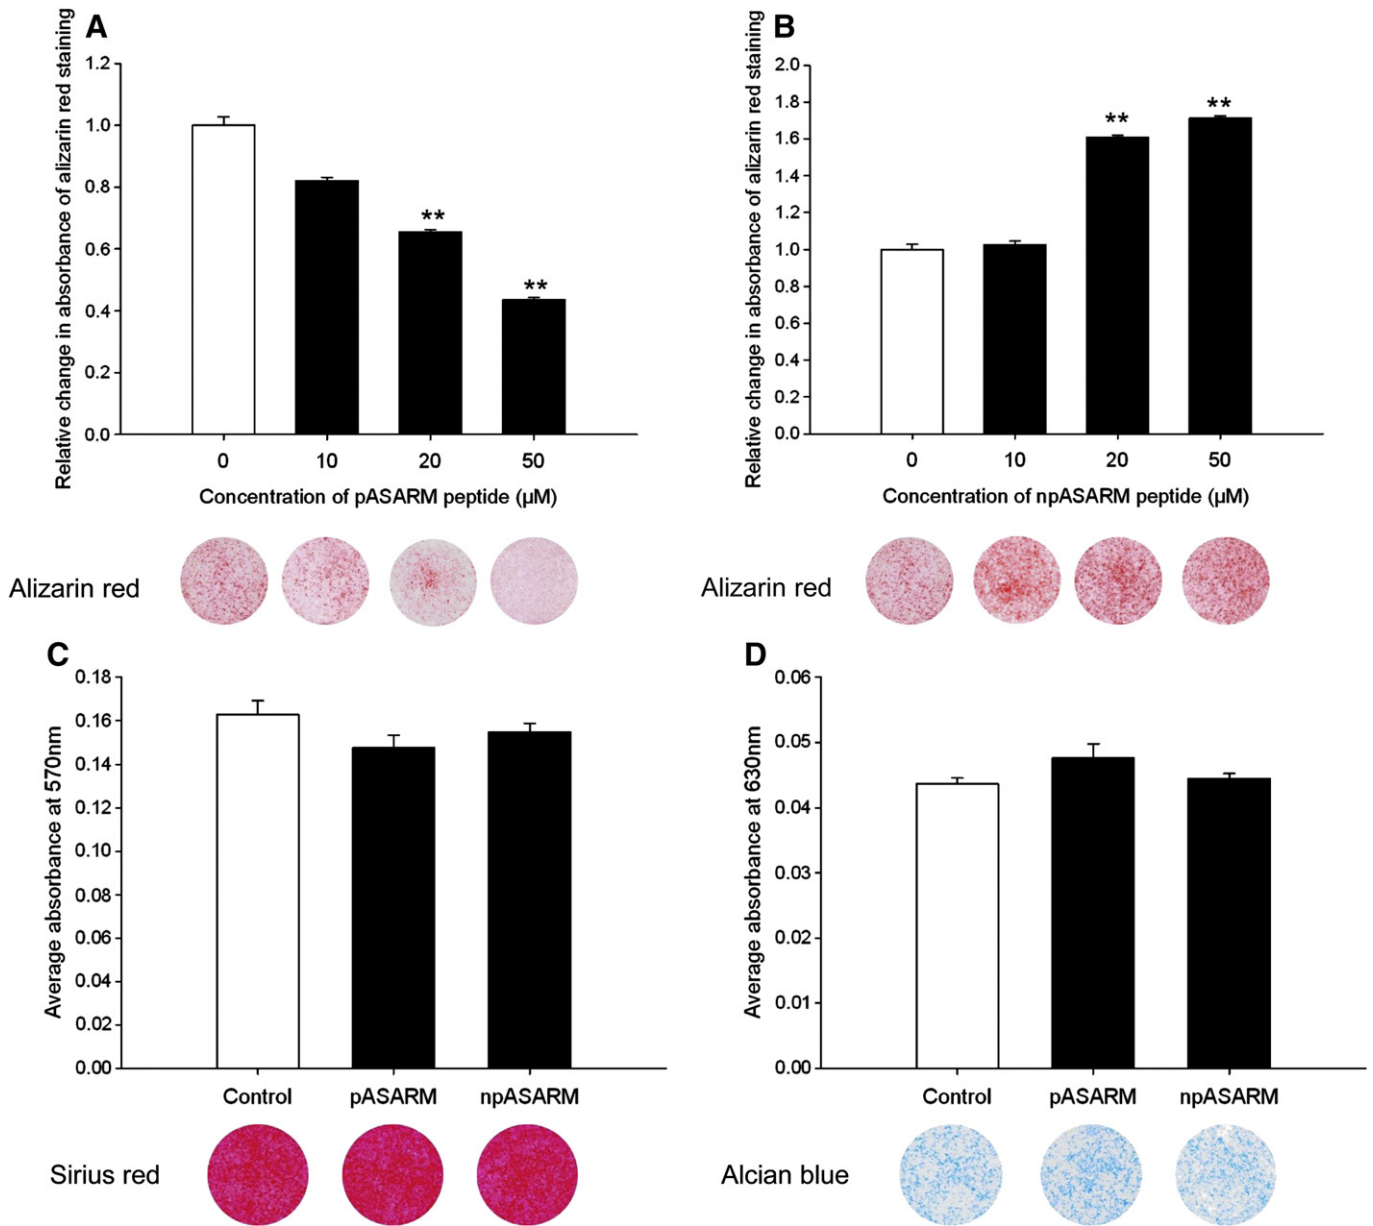 A
Relative change in absorbance of alizarin red staining
1.2
1.0
0.8
0.6
0.4
0.2
0.0
**
**
0 10 20 50
Concentration of pASARM peptide (µM)
Alizarin red
B
Relative change in absorbance of alizarin red staining
2.0
1.8
1.6
1.4
1.2
1.0
0.8
0.6
0.4
0.2
0.0
**
**
0 10 20 50
Concentration of npASARM peptide (µM)
Alizarin red
C
Average absorbance at 570nm
0.18
0.16
0.14
0.12
0.10
0.08
0.06
0.04
0.02
0.00
Control pASARM npASARM
Sirius red
D
Average absorbance at 630nm
0.06
0.05
0.04
0.03
0.02
0.01
0.00
Control pASARM npASARM
Alcian blue